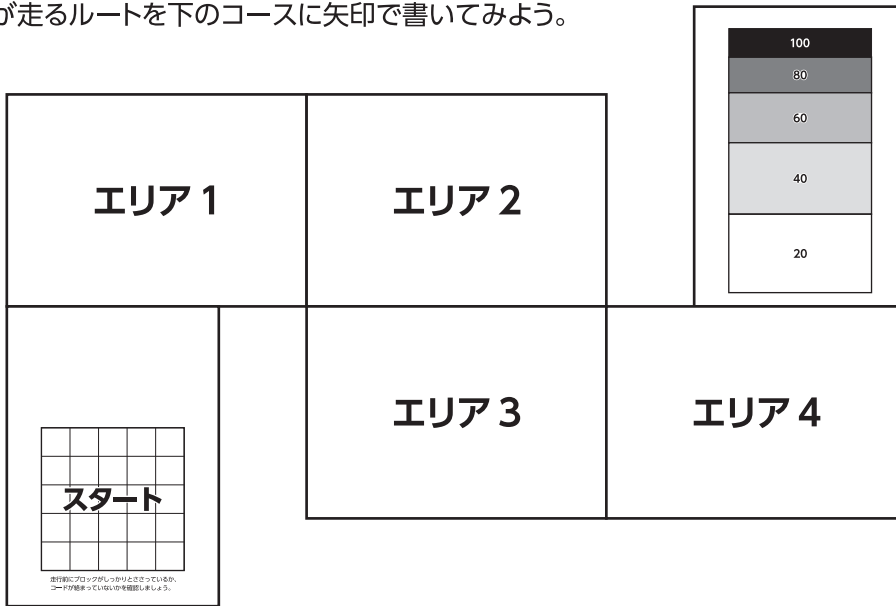 が走るルートを下のコースに矢印で書いてみよう。
100
80
60
40
20
エリア 1
エリア 2
エリア 3
エリア 4
スタート
走行前にブロックがしっかりとささっているか、
コードが絡まっていないかを確認しましょう。